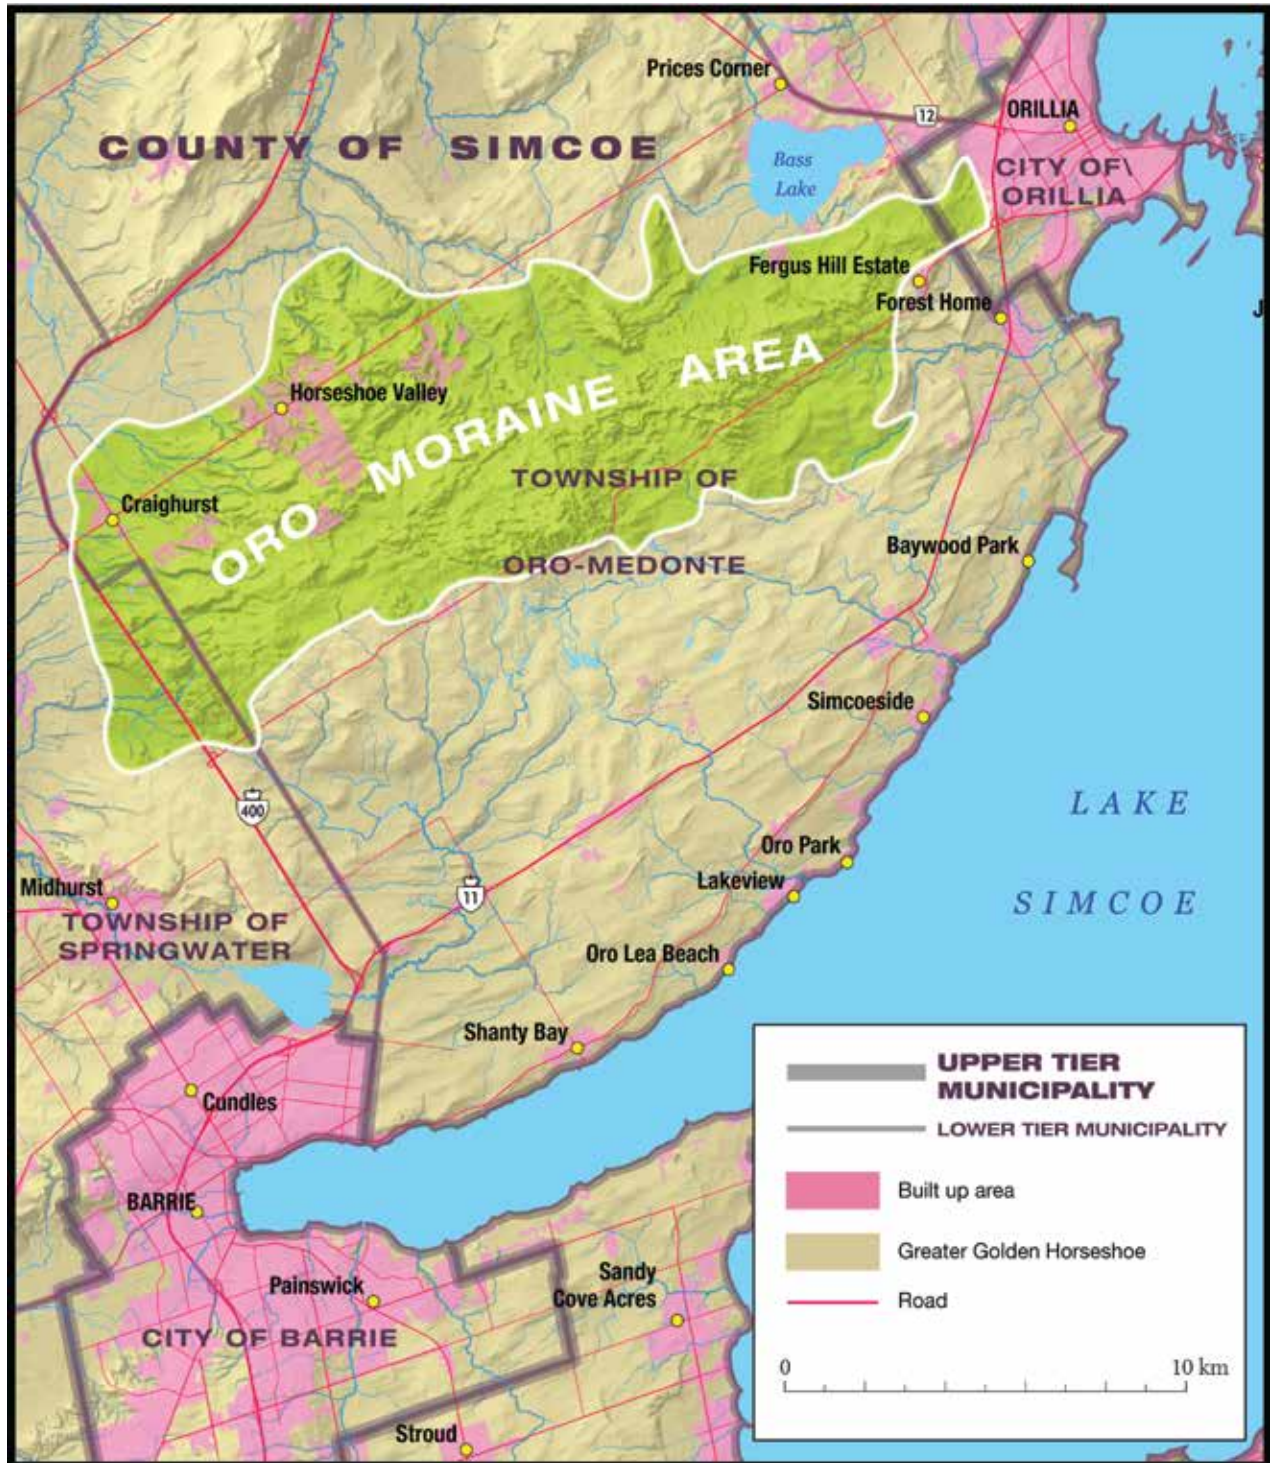 Prices Corner
12
ORILLIA
COUNTY OF SIMCOE
Bass
Lake
CITY OF\
ORILLIA
Fergus Hill Estate
Forest Home
J
ORO MORAINE AREA
Horseshoe Valley
TOWNSHIP OF
ORO-MEDONTE
Craighurst
Baywood Park
Simcoeside
400
LAKE
SIMCOE
Oro Park
Lakeview
11
Midhurst
TOWNSHIP OF
SPRINGWATER
Oro Lea Beach
Shanty Bay
Cundles
BARRIE
Painswick
Sandy
Cove Acres
CITY OF BARRIE
Stroud
UPPER TIER
MUNICIPALITY
LOWER TIER MUNICIPALITY
Built up area
Greater Golden Horseshoe
Road
0 10 km